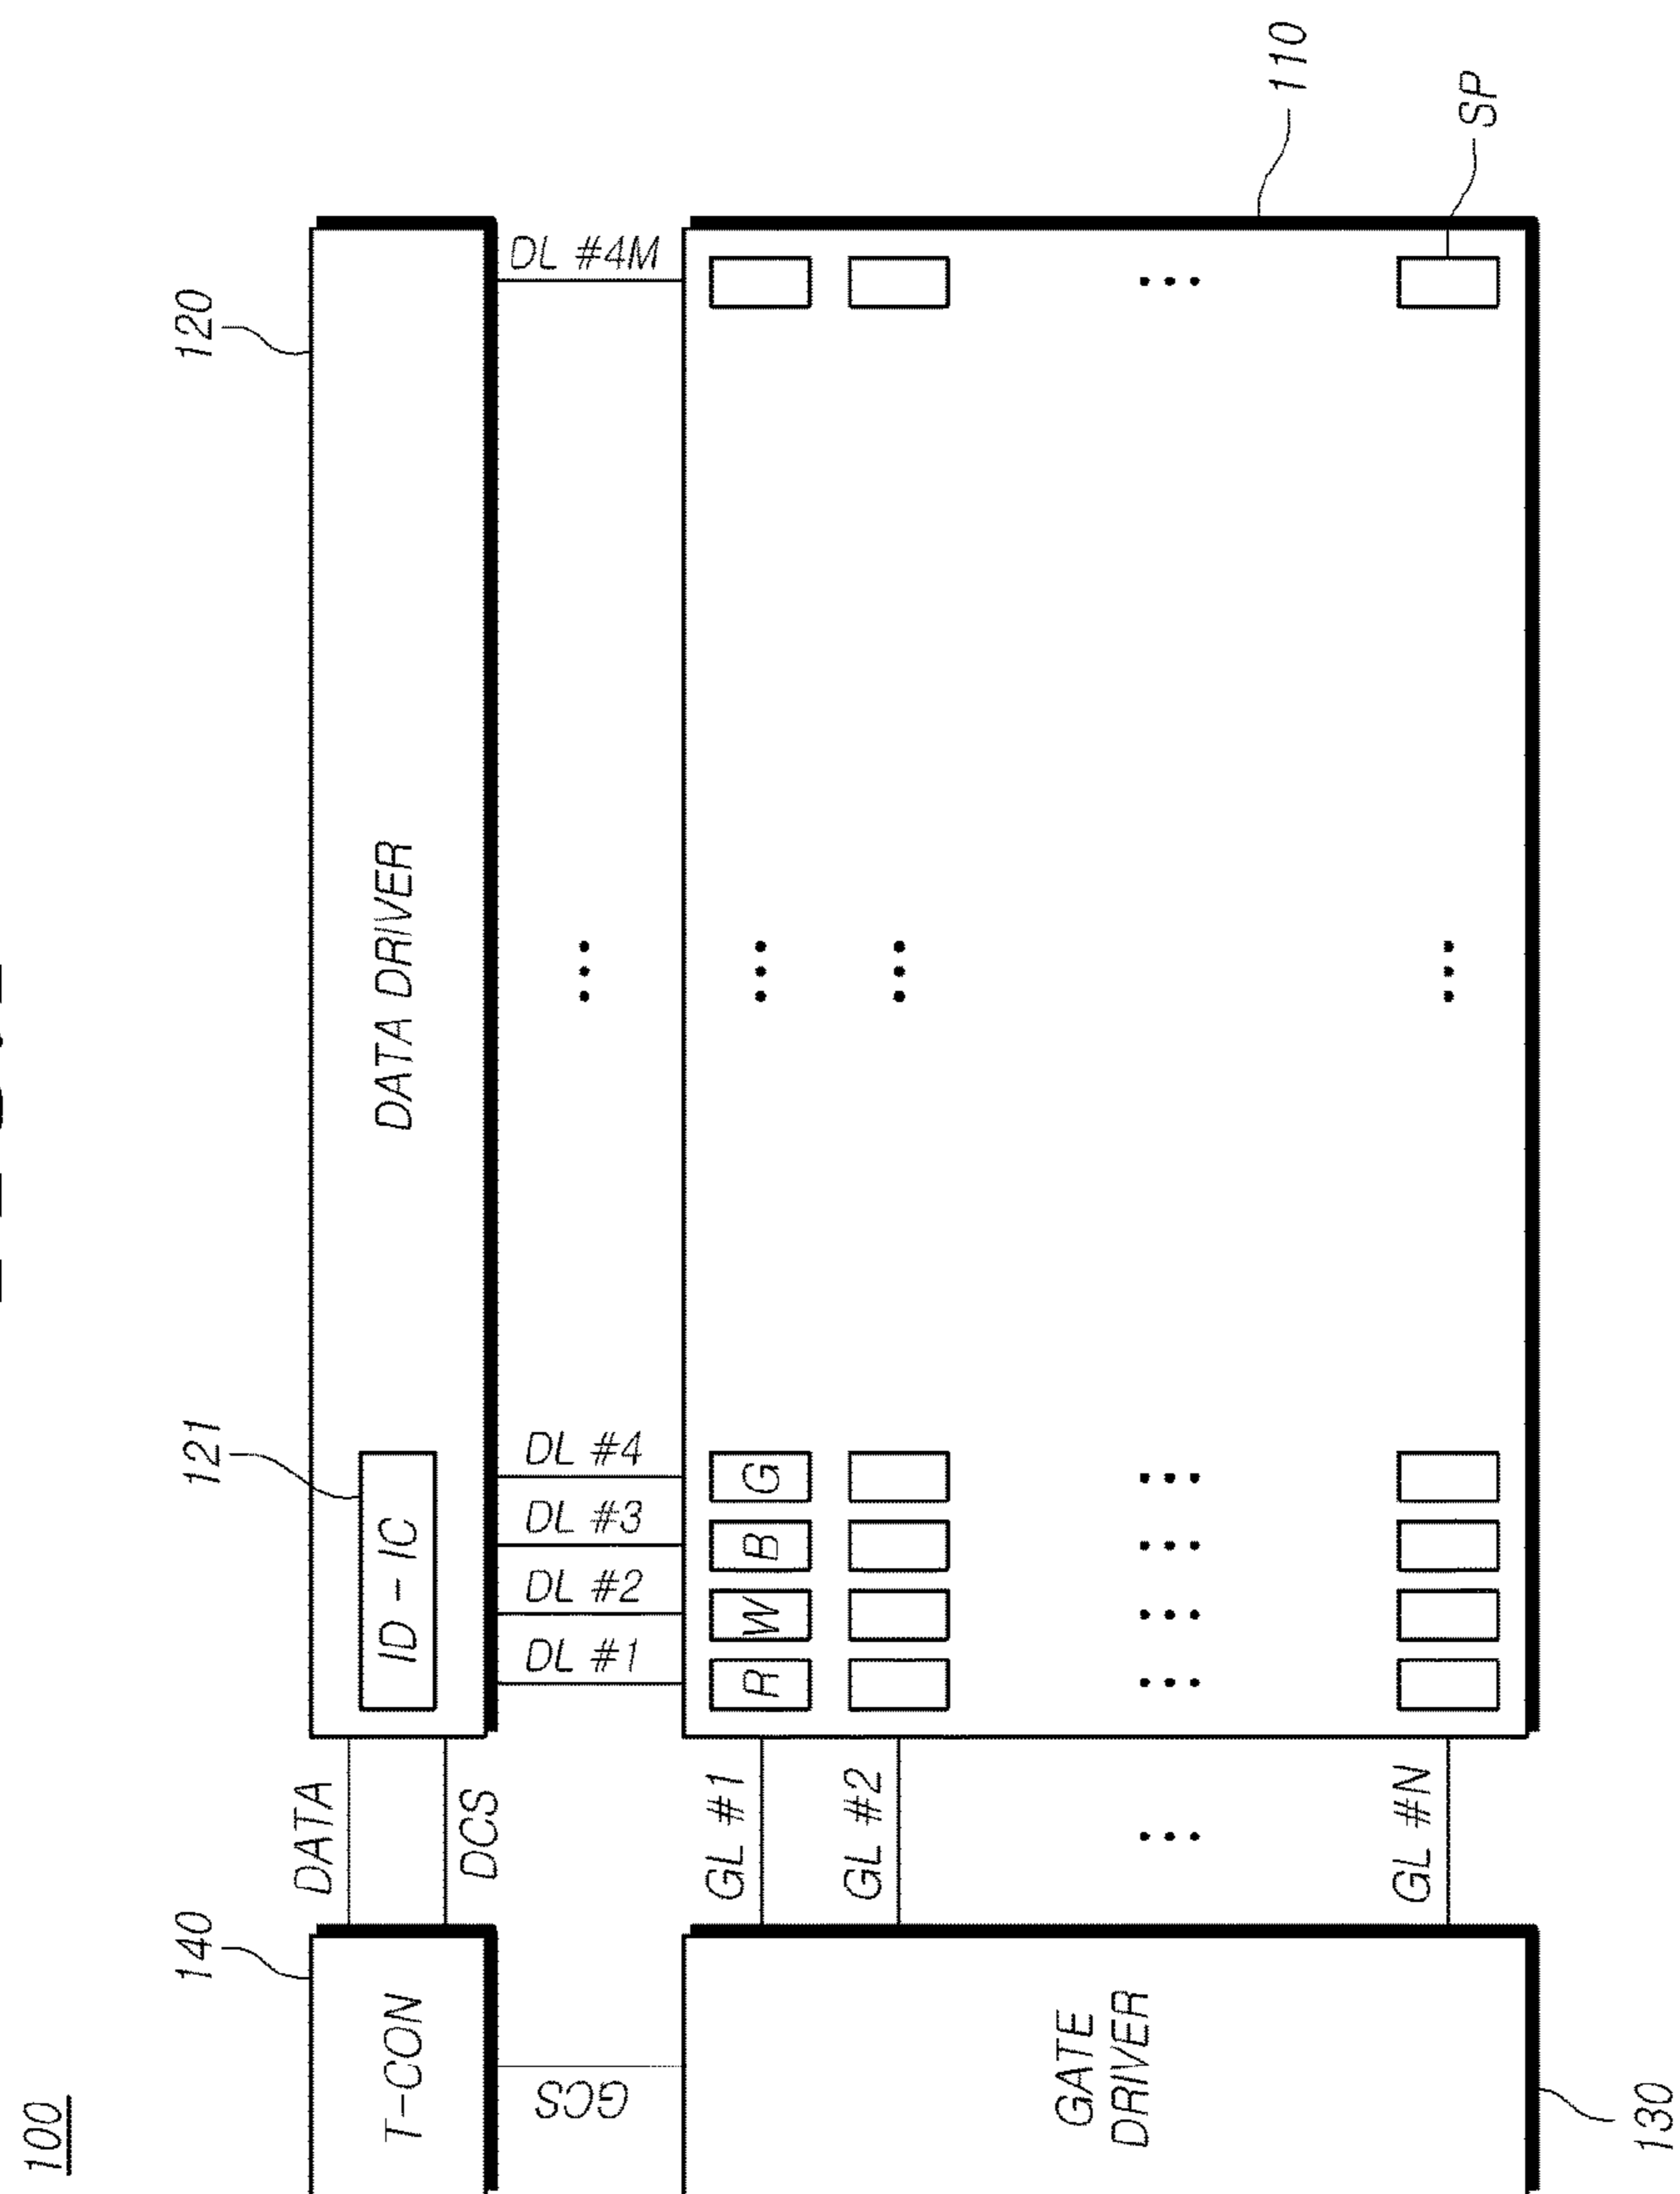 100
140
121
120
DATA
T-CON
ID-IC
DATA DRIVER
DCS
GCS
DL #1
DL #2
DL #3
DL #4
DL #4M
GL #1
R
W
B
G
GL #2
GATE
DRIVER
110
GL #N
SP
130